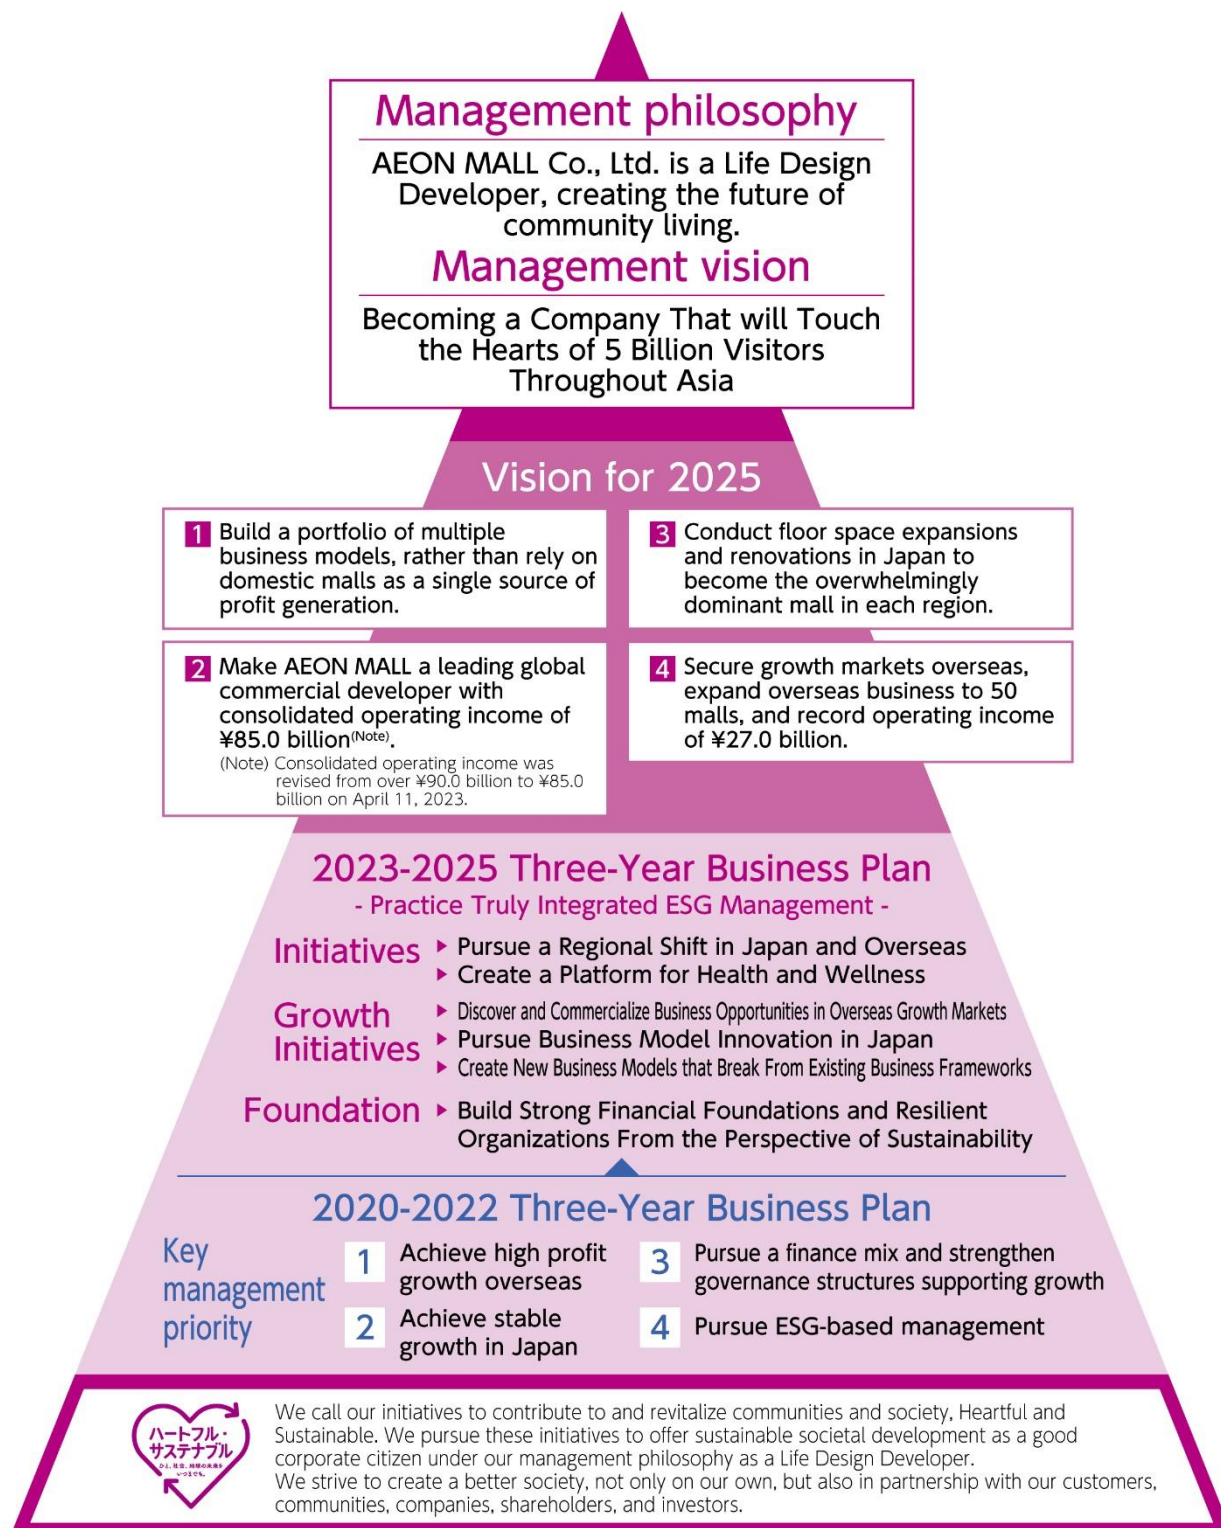 Management philosophy
AEON MALL Co., Ltd. is a Life Design
Developer, creating the future of
community living.
Management vision
Becoming a Company That will Touch
the Hearts of 5 Billion Visitors
Throughout Asia
Vision for 2025
1 Build a portfolio of multiple
business models, rather than rely on
domestic malls as a single source of
profit generation.
2 Make AEON MALL a leading global
commercial developer with
consolidated operating income of
¥85.0 billion(Note).
(Note) Consolidated operating income was
revised from over ¥90.0 billion to ¥85.0
billion on April 11, 2023.
3 Conduct floor space expansions
and renovations in Japan to
become the overwhelmingly
dominant mall in each region.
4 Secure growth markets overseas,
expand overseas business to 50
malls, and record operating income
of ¥27.0 billion.
2023-2025 Three-Year Business Plan
- Practice Truly Integrated ESG Management -
Initiatives
▶ Pursue a Regional Shift in Japan and Overseas
▶ Create a Platform for Health and Wellness
Growth
Initiatives
▶ Discover and Commercialize Business Opportunities in Overseas Growth Markets
▶ Pursue Business Model Innovation in Japan
▶ Create New Business Models that Break From Existing Business Frameworks
Foundation
▶ Build Strong Financial Foundations and Resilient
Organizations From the Perspective of Sustainability
2020-2022 Three-Year Business Plan
Key
management
priority
1 Achieve high profit
growth overseas
2 Achieve stable
growth in Japan
3 Pursue a finance mix and strengthen
governance structures supporting growth
4 Pursue ESG-based management
ハートフル・
サステナブル
ひと、社会、地球の未来を
いつまでも。
We call our initiatives to contribute to and revitalize communities and society, Heartful and
Sustainable. We pursue these initiatives to offer sustainable societal development as a good
corporate citizen under our management philosophy as a Life Design Developer.
We strive to create a better society, not only on our own, but also in partnership with our customers,
communities, companies, shareholders, and investors.